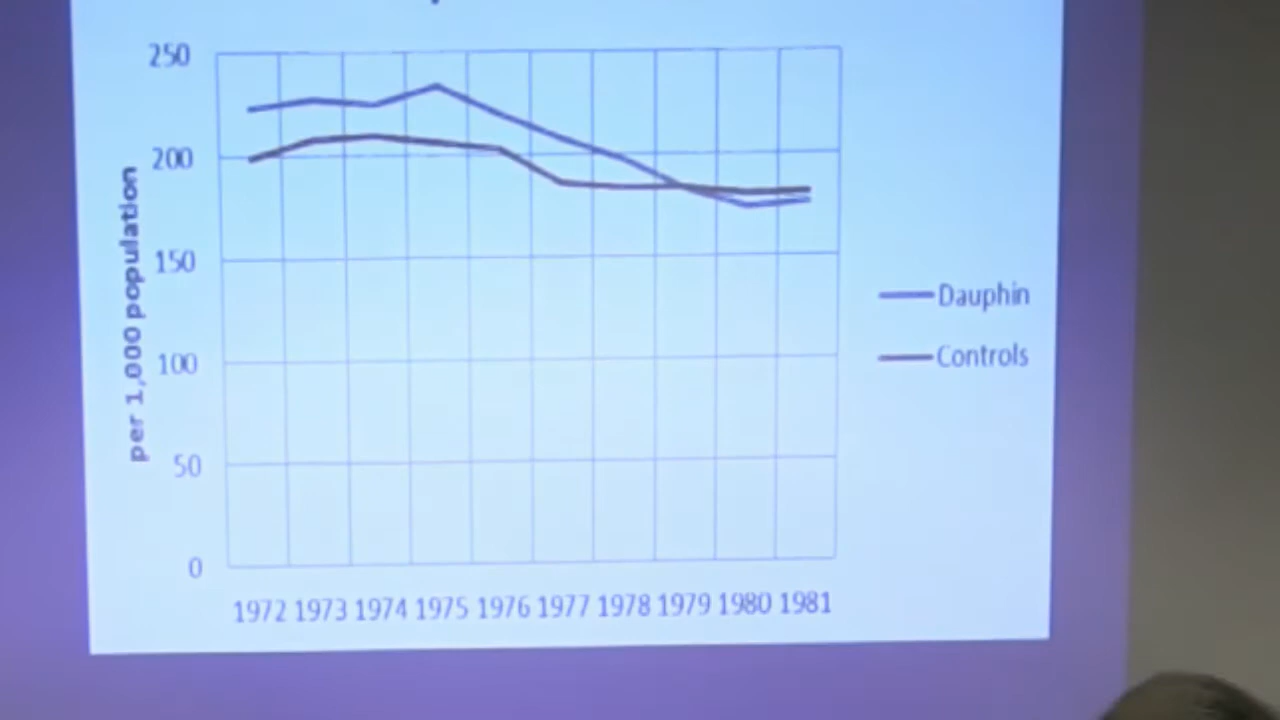 250
200
150
100
50
0
per 1,000 population
1972 1973 1974 1975 1976 1977 1978 1979 1980 1981
Dauphin
Controls